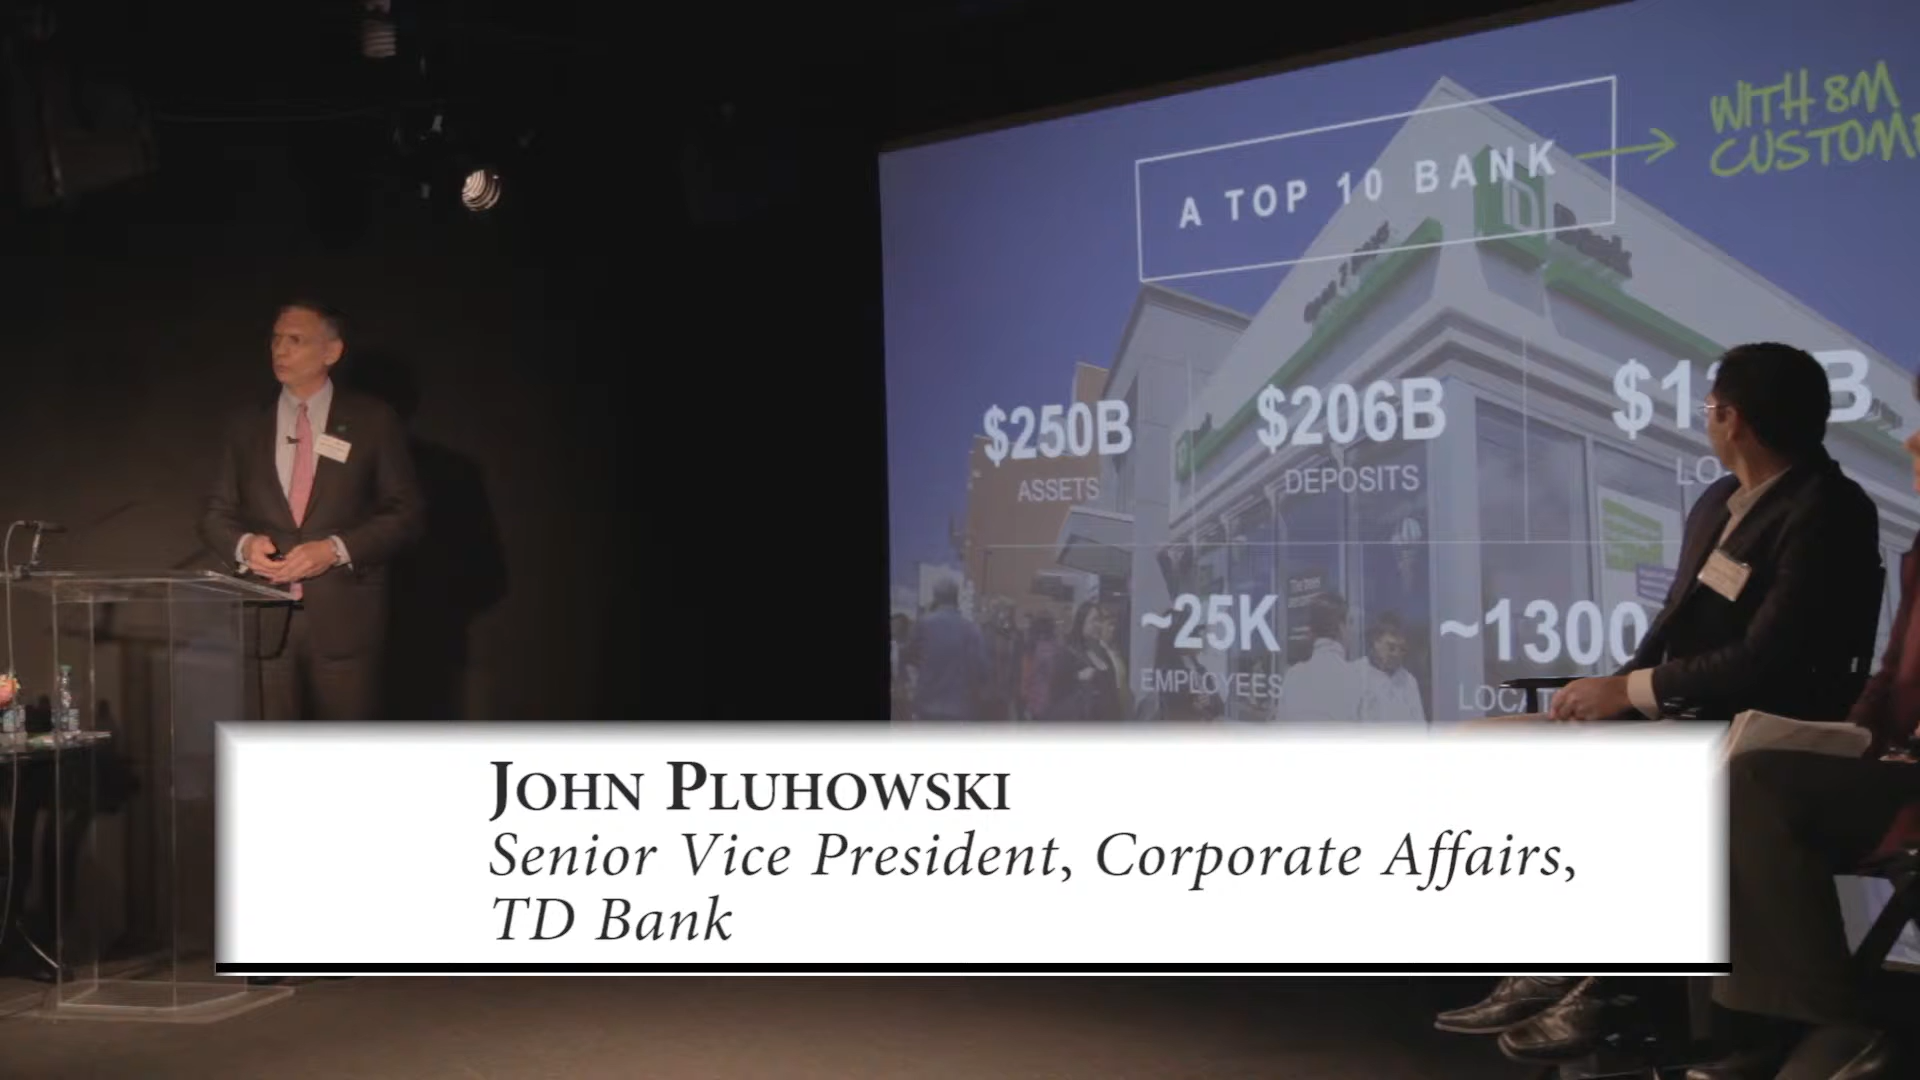 WITH 8M
A TOP 10 BANK
$250B
ASSETS
$206B
DEPOSITS
~25K
EMPLOYEES
~1300
JOHN PLUHOWSKI
Senior Vice President, Corporate Affairs,
TD Bank